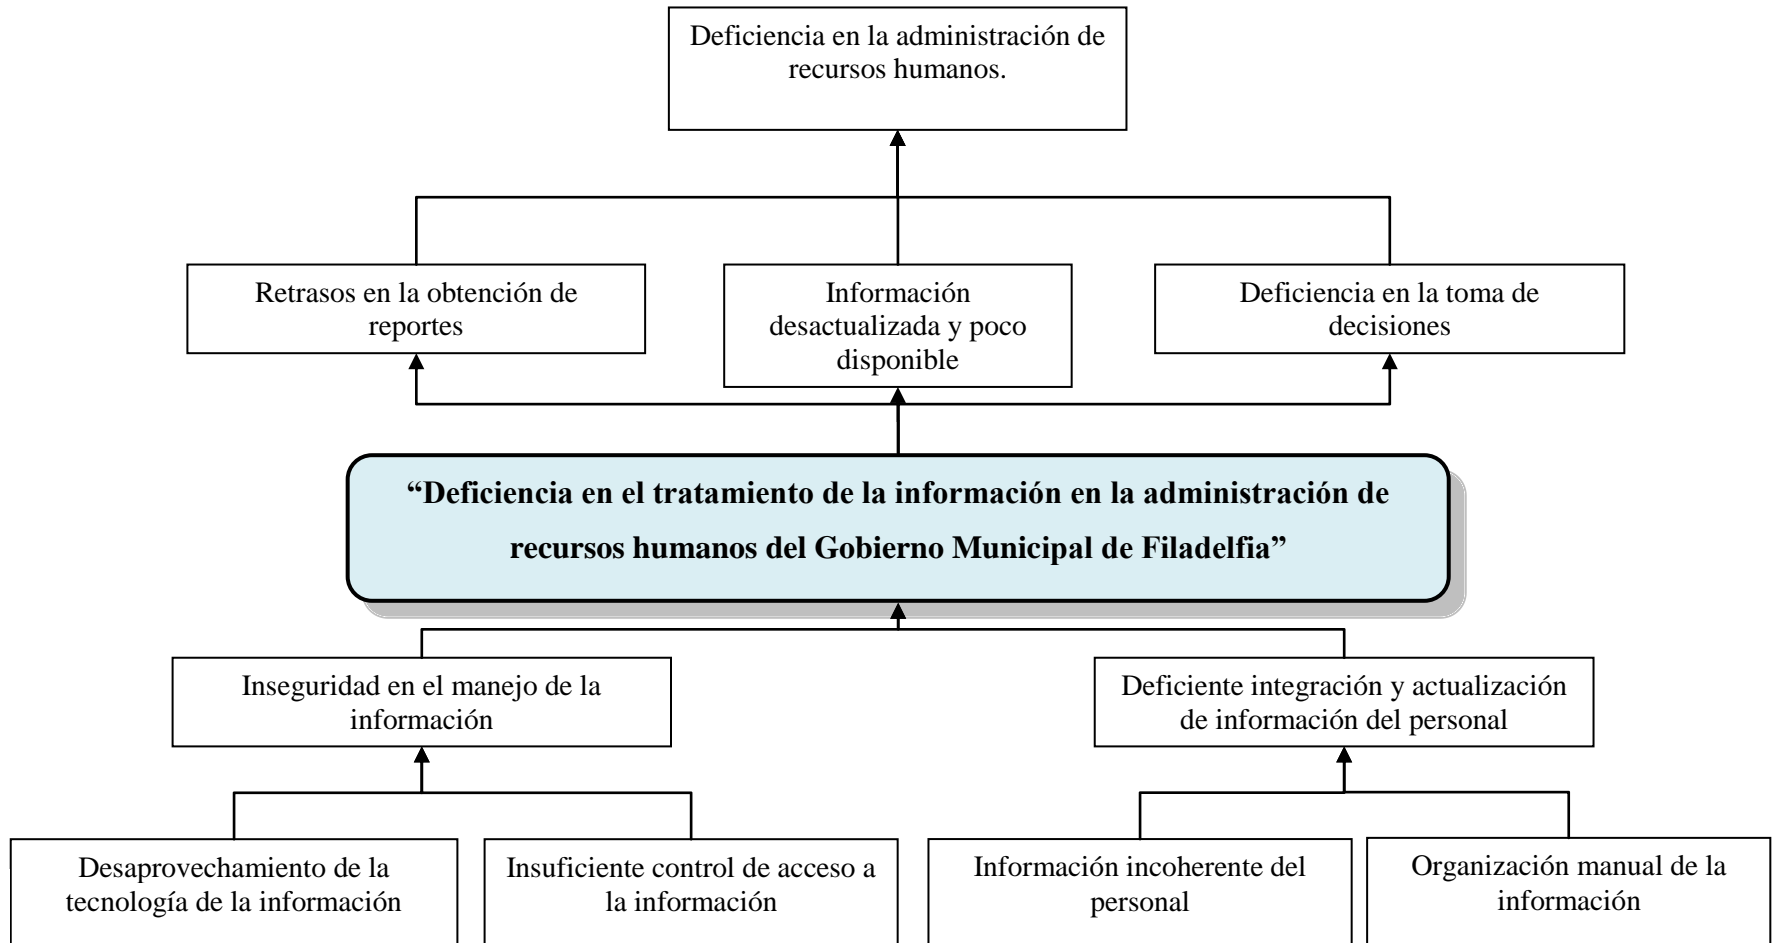 Deficiencia en la administración de
recursos humanos.
Retrasos en la obtención de
reportes
Información
desactualizada y poco
disponible
Deficiencia en la toma de
decisiones
“Deficiencia en el tratamiento de la información en la administración de
recursos humanos del Gobierno Municipal de Filadelfia”
Inseguridad en el manejo de la
información
Deficiente integración y actualización
de información del personal
Desaprovechamiento de la
tecnología de la información
Insuficiente control de acceso a
la información
Información incoherente del
personal
Organización manual de la
información